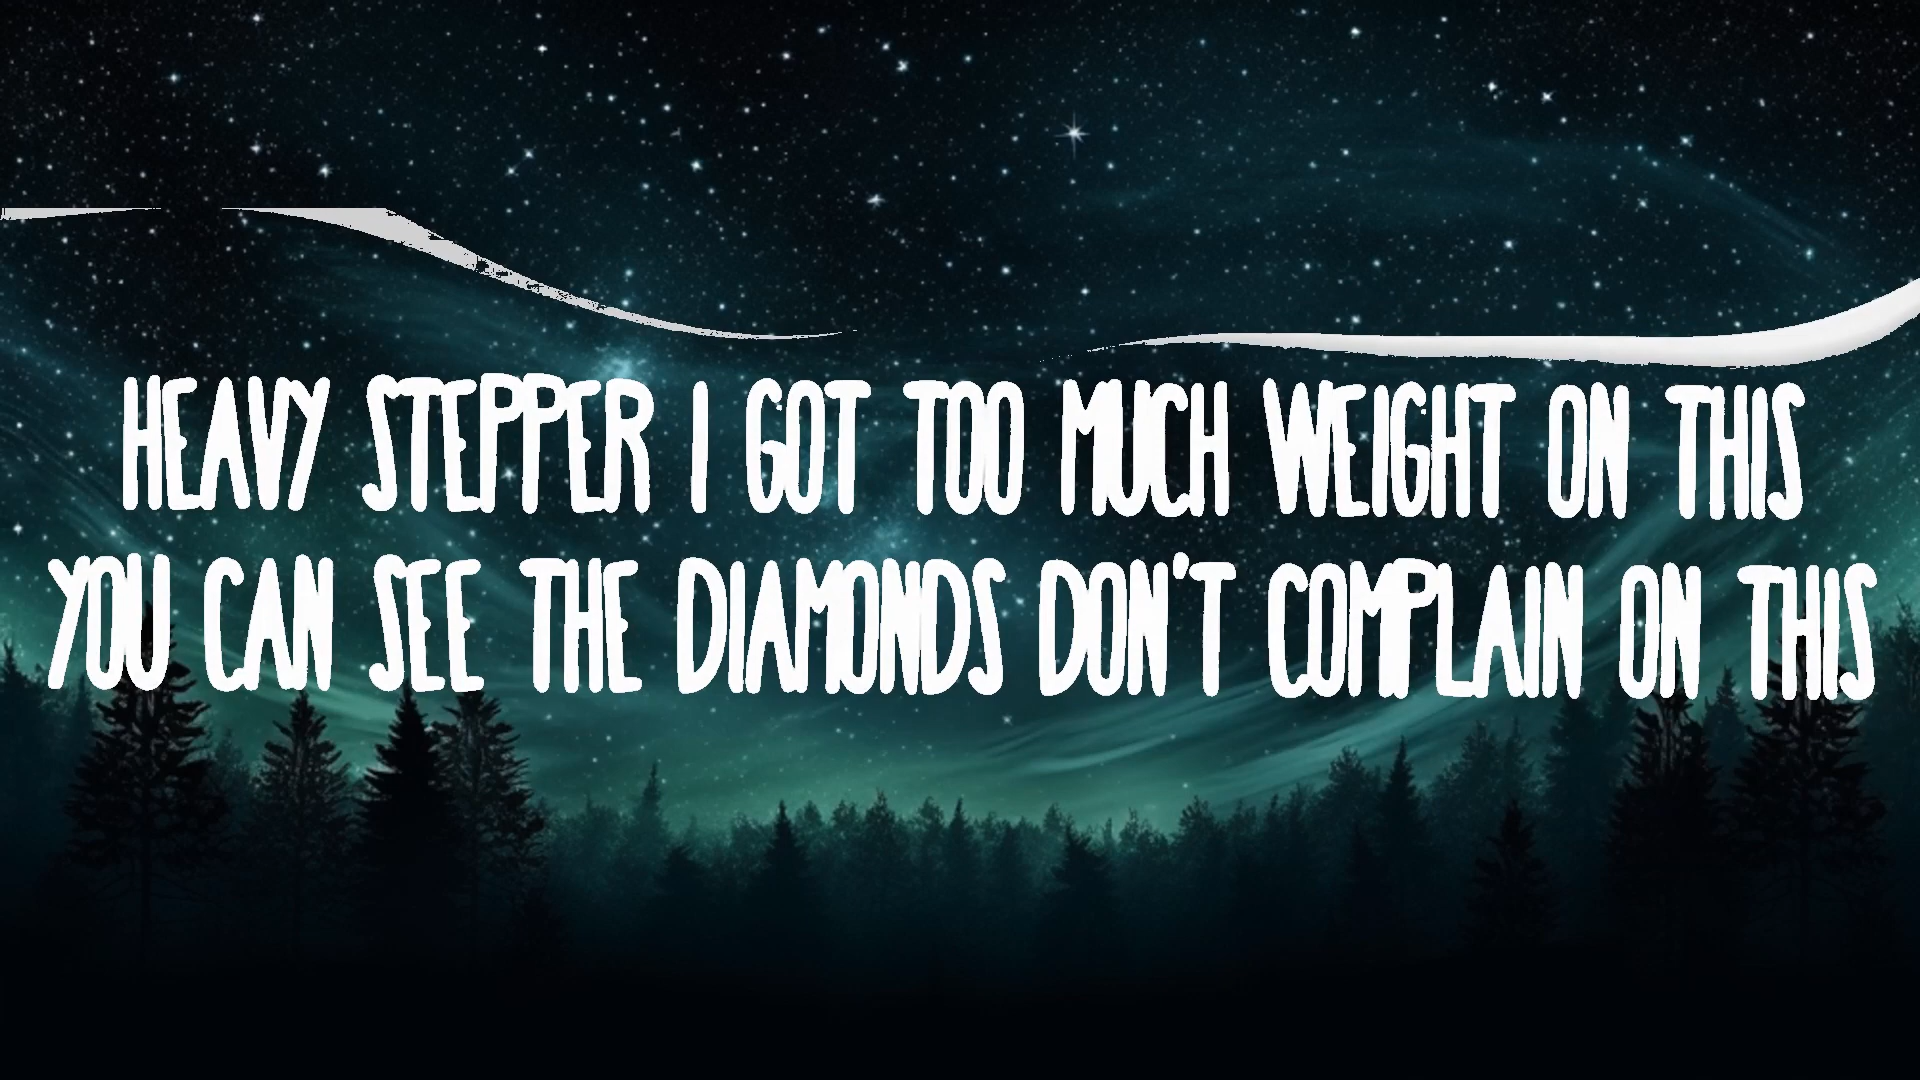 HEAVY STEPPER I GOT TOO MUCH WEIGHT ON THIS
YOU CAN SEE THE DIAMONDS DON'T COMPLAIN ON THIS